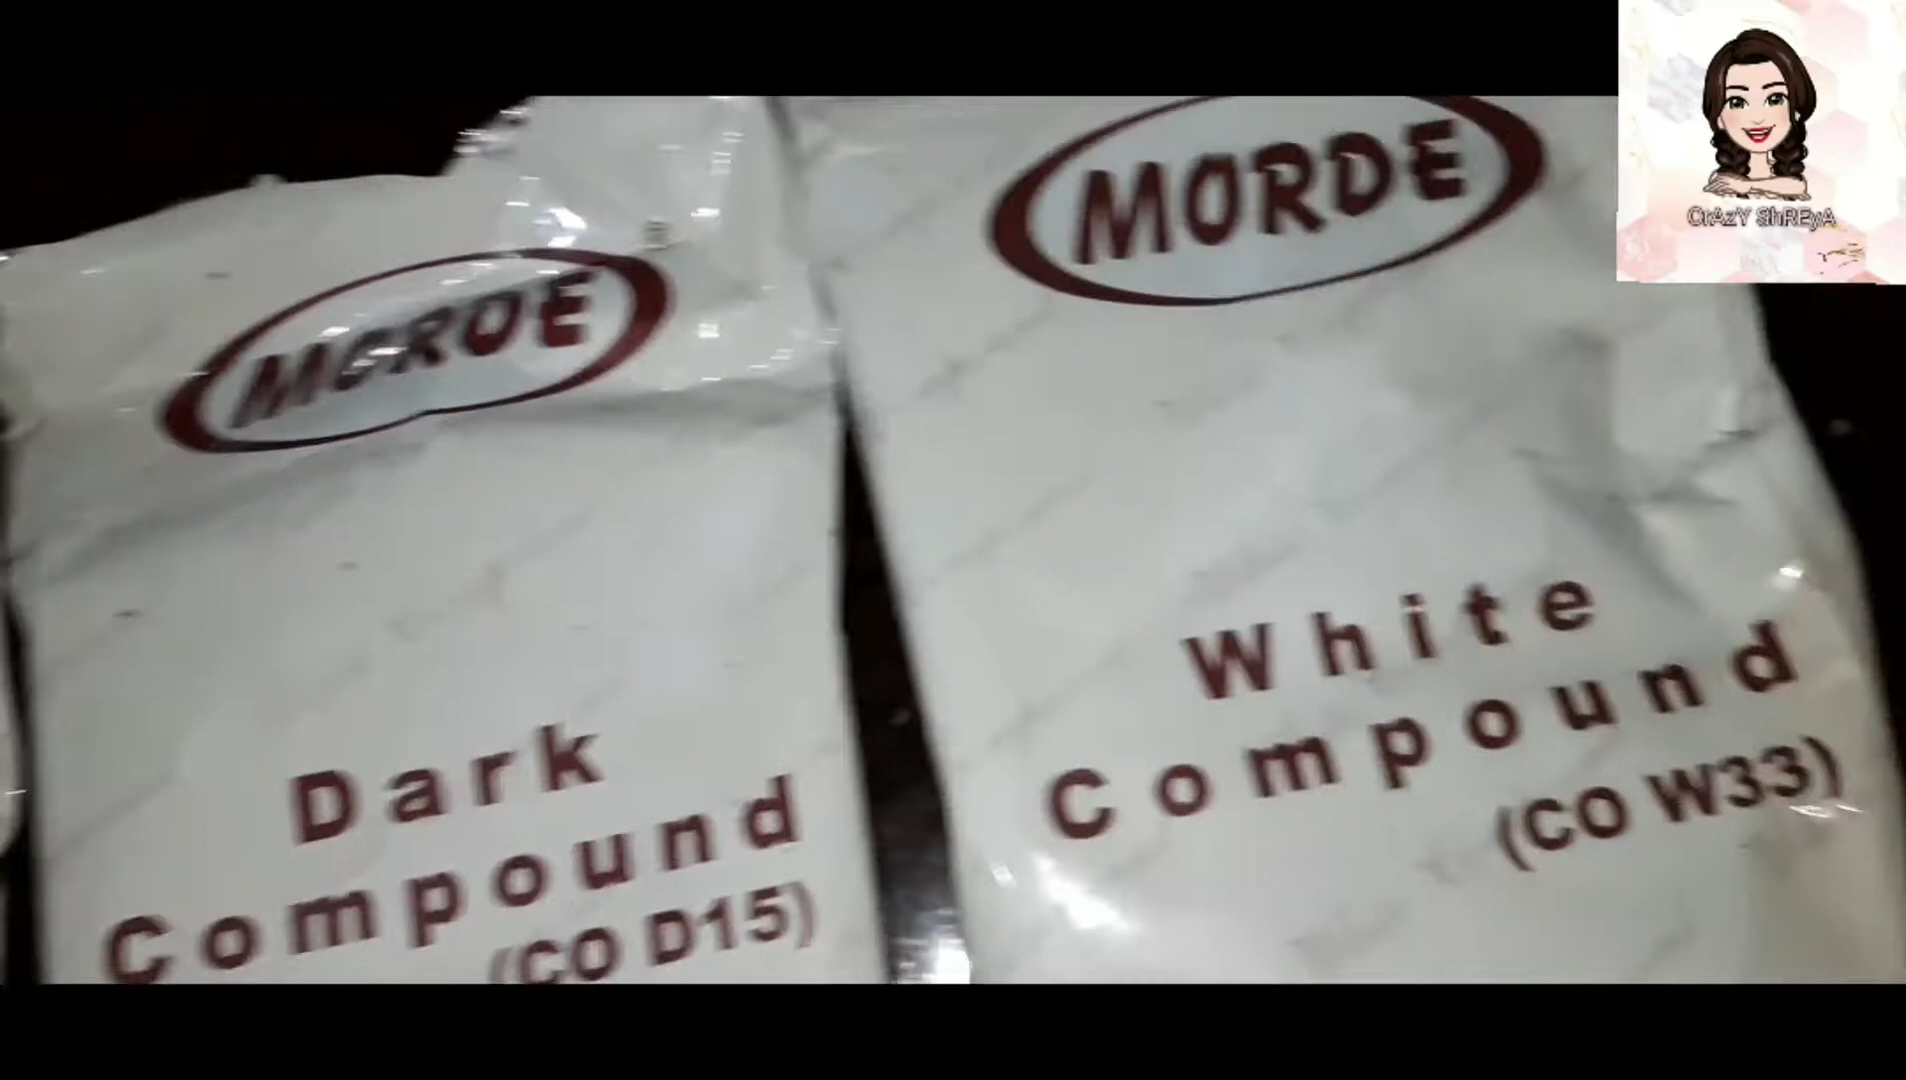 MORDE
Dark
Compound
(CO D15)
MORDE
White
Compound
(CO W33)
CrAzY ShREyA